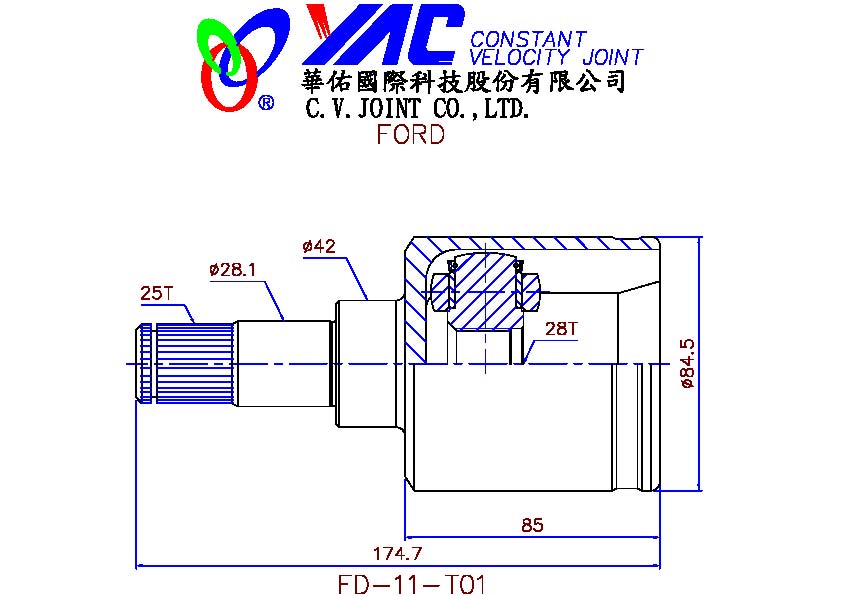 YAC CONSTANT
VELOCITY JOINT
華佑國際科技股份有限公司
C.V.JOINT CO.,LTD.
FORD
®
ø42
ø28.1
25T
28T
ø84.5
85
174.7
FD-11-T01